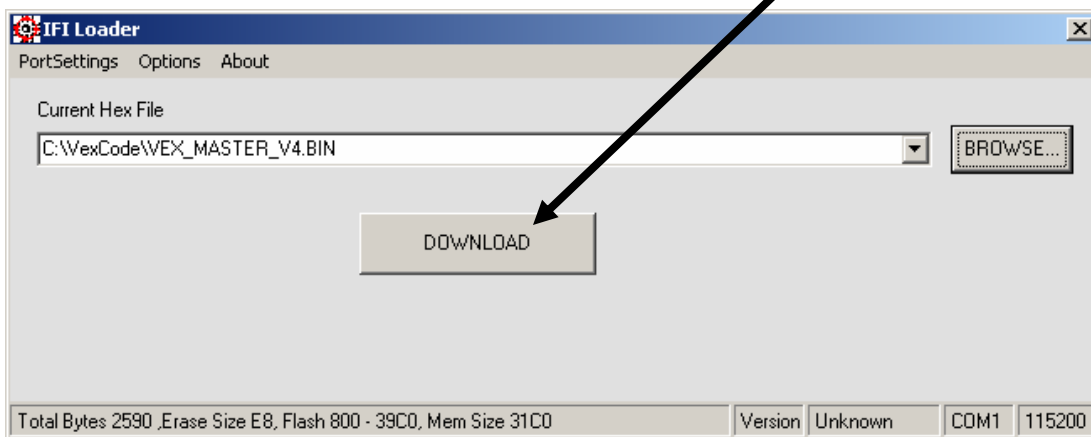 IFI Loader
PortSettings Options About
Current Hex File
C:\VexCode\VEX_MASTER_V4.BIN
BROWSE...
DOWNLOAD
Total Bytes 2590 ,Erase Size E8, Flash 800 - 39C0, Mem Size 31C0 Version Unknown COM1 115200